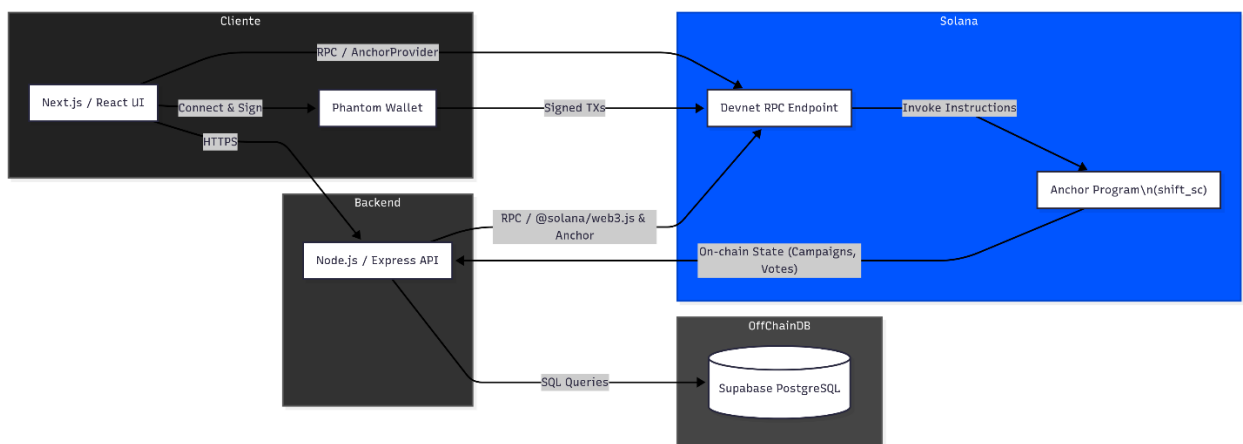 Cliente
Solana
RPC / AnchorProvider
Next.js / React UI
Connect & Sign
Phantom Wallet
Signed TXs
Devnet RPC Endpoint
Invoke Instructions
HTTPS
Anchor Program\n(shift_sc)
Backend
RPC / @solana/web3.js &
Anchor
Node.js / Express API
On-chain State (Campaigns,
Votes)
OffChainDB
SQL Queries
Supabase PostgreSQL